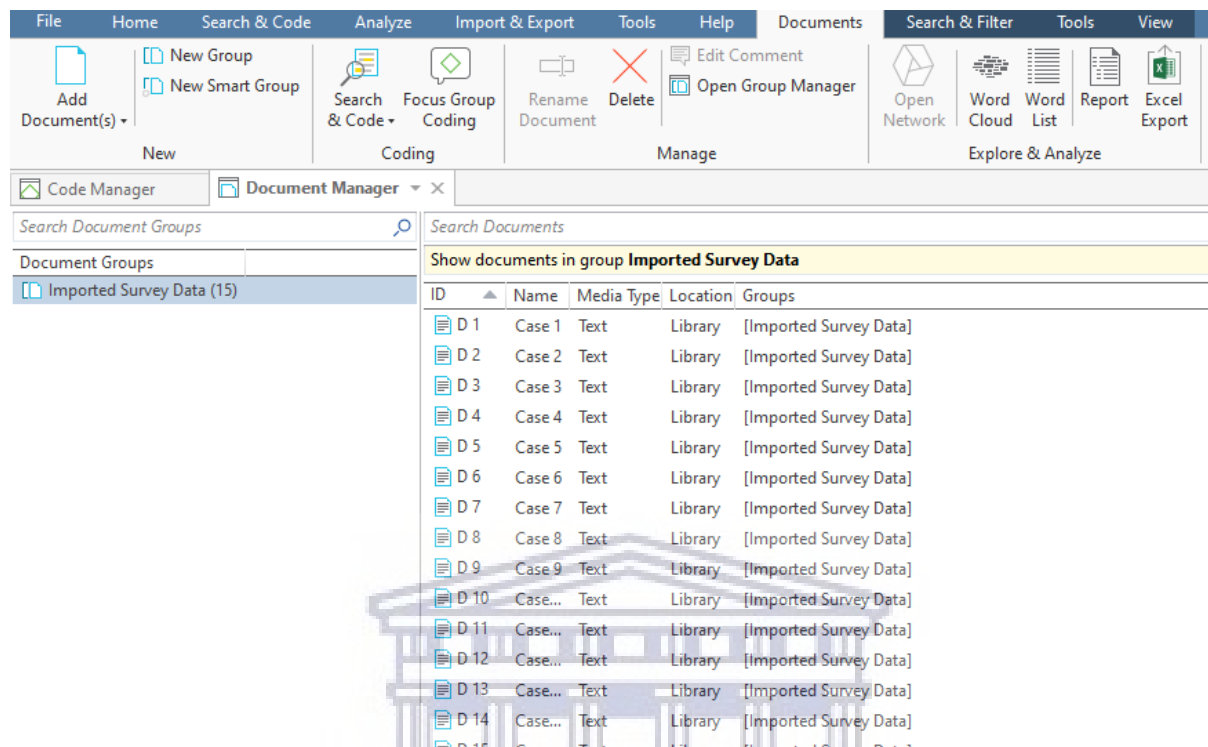 File Home Search & Code Analyze Import & Export Tools Help Documents Search & Filter Tools View
New Group
New Smart Group
Edit Comment
Open Group Manager
Add Document(s)
Search & Code
Focus Group Coding
Rename Document
Delete
Open Network
Word Cloud
Word List
Report
Excel Export
New Coding Manage Explore & Analyze
Code Manager Document Manager
Search Document Groups Search Documents
Document Groups
Imported Survey Data (15)
Show documents in group Imported Survey Data
ID Name Media Type Location Groups
D 1 Case 1 Text Library [Imported Survey Data]
D 2 Case 2 Text Library [Imported Survey Data]
D 3 Case 3 Text Library [Imported Survey Data]
D 4 Case 4 Text Library [Imported Survey Data]
D 5 Case 5 Text Library [Imported Survey Data]
D 6 Case 6 Text Library [Imported Survey Data]
D 7 Case 7 Text Library [Imported Survey Data]
D 8 Case 8 Text Library [Imported Survey Data]
D 9 Case 9 Text Library [Imported Survey Data]
D 10 Case... Text Library [Imported Survey Data]
D 11 Case... Text Library [Imported Survey Data]
D 12 Case... Text Library [Imported Survey Data]
D 13 Case... Text Library [Imported Survey Data]
D 14 Case... Text Library [Imported Survey Data]